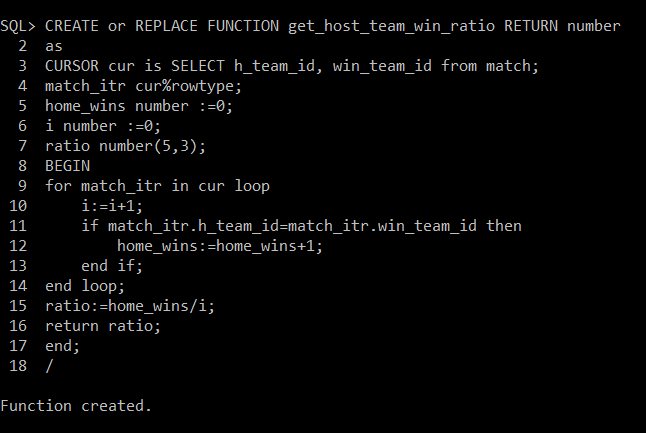 SQL> CREATE or REPLACE FUNCTION get_host_team_win_ratio RETURN number
  2  as
  3  CURSOR cur is SELECT h_team_id, win_team_id from match;
  4  match_itr cur%rowtype;
  5  home_wins number :=0;
  6  i number :=0;
  7  ratio number(5,3);
  8  BEGIN
  9  for match_itr in cur loop
 10      i:=i+1;
 11      if match_itr.h_team_id=match_itr.win_team_id then
 12          home_wins:=home_wins+1;
 13      end if;
 14  end loop;
 15  ratio:=home_wins/i;
 16  return ratio;
 17  end;
 18  /
Function created.